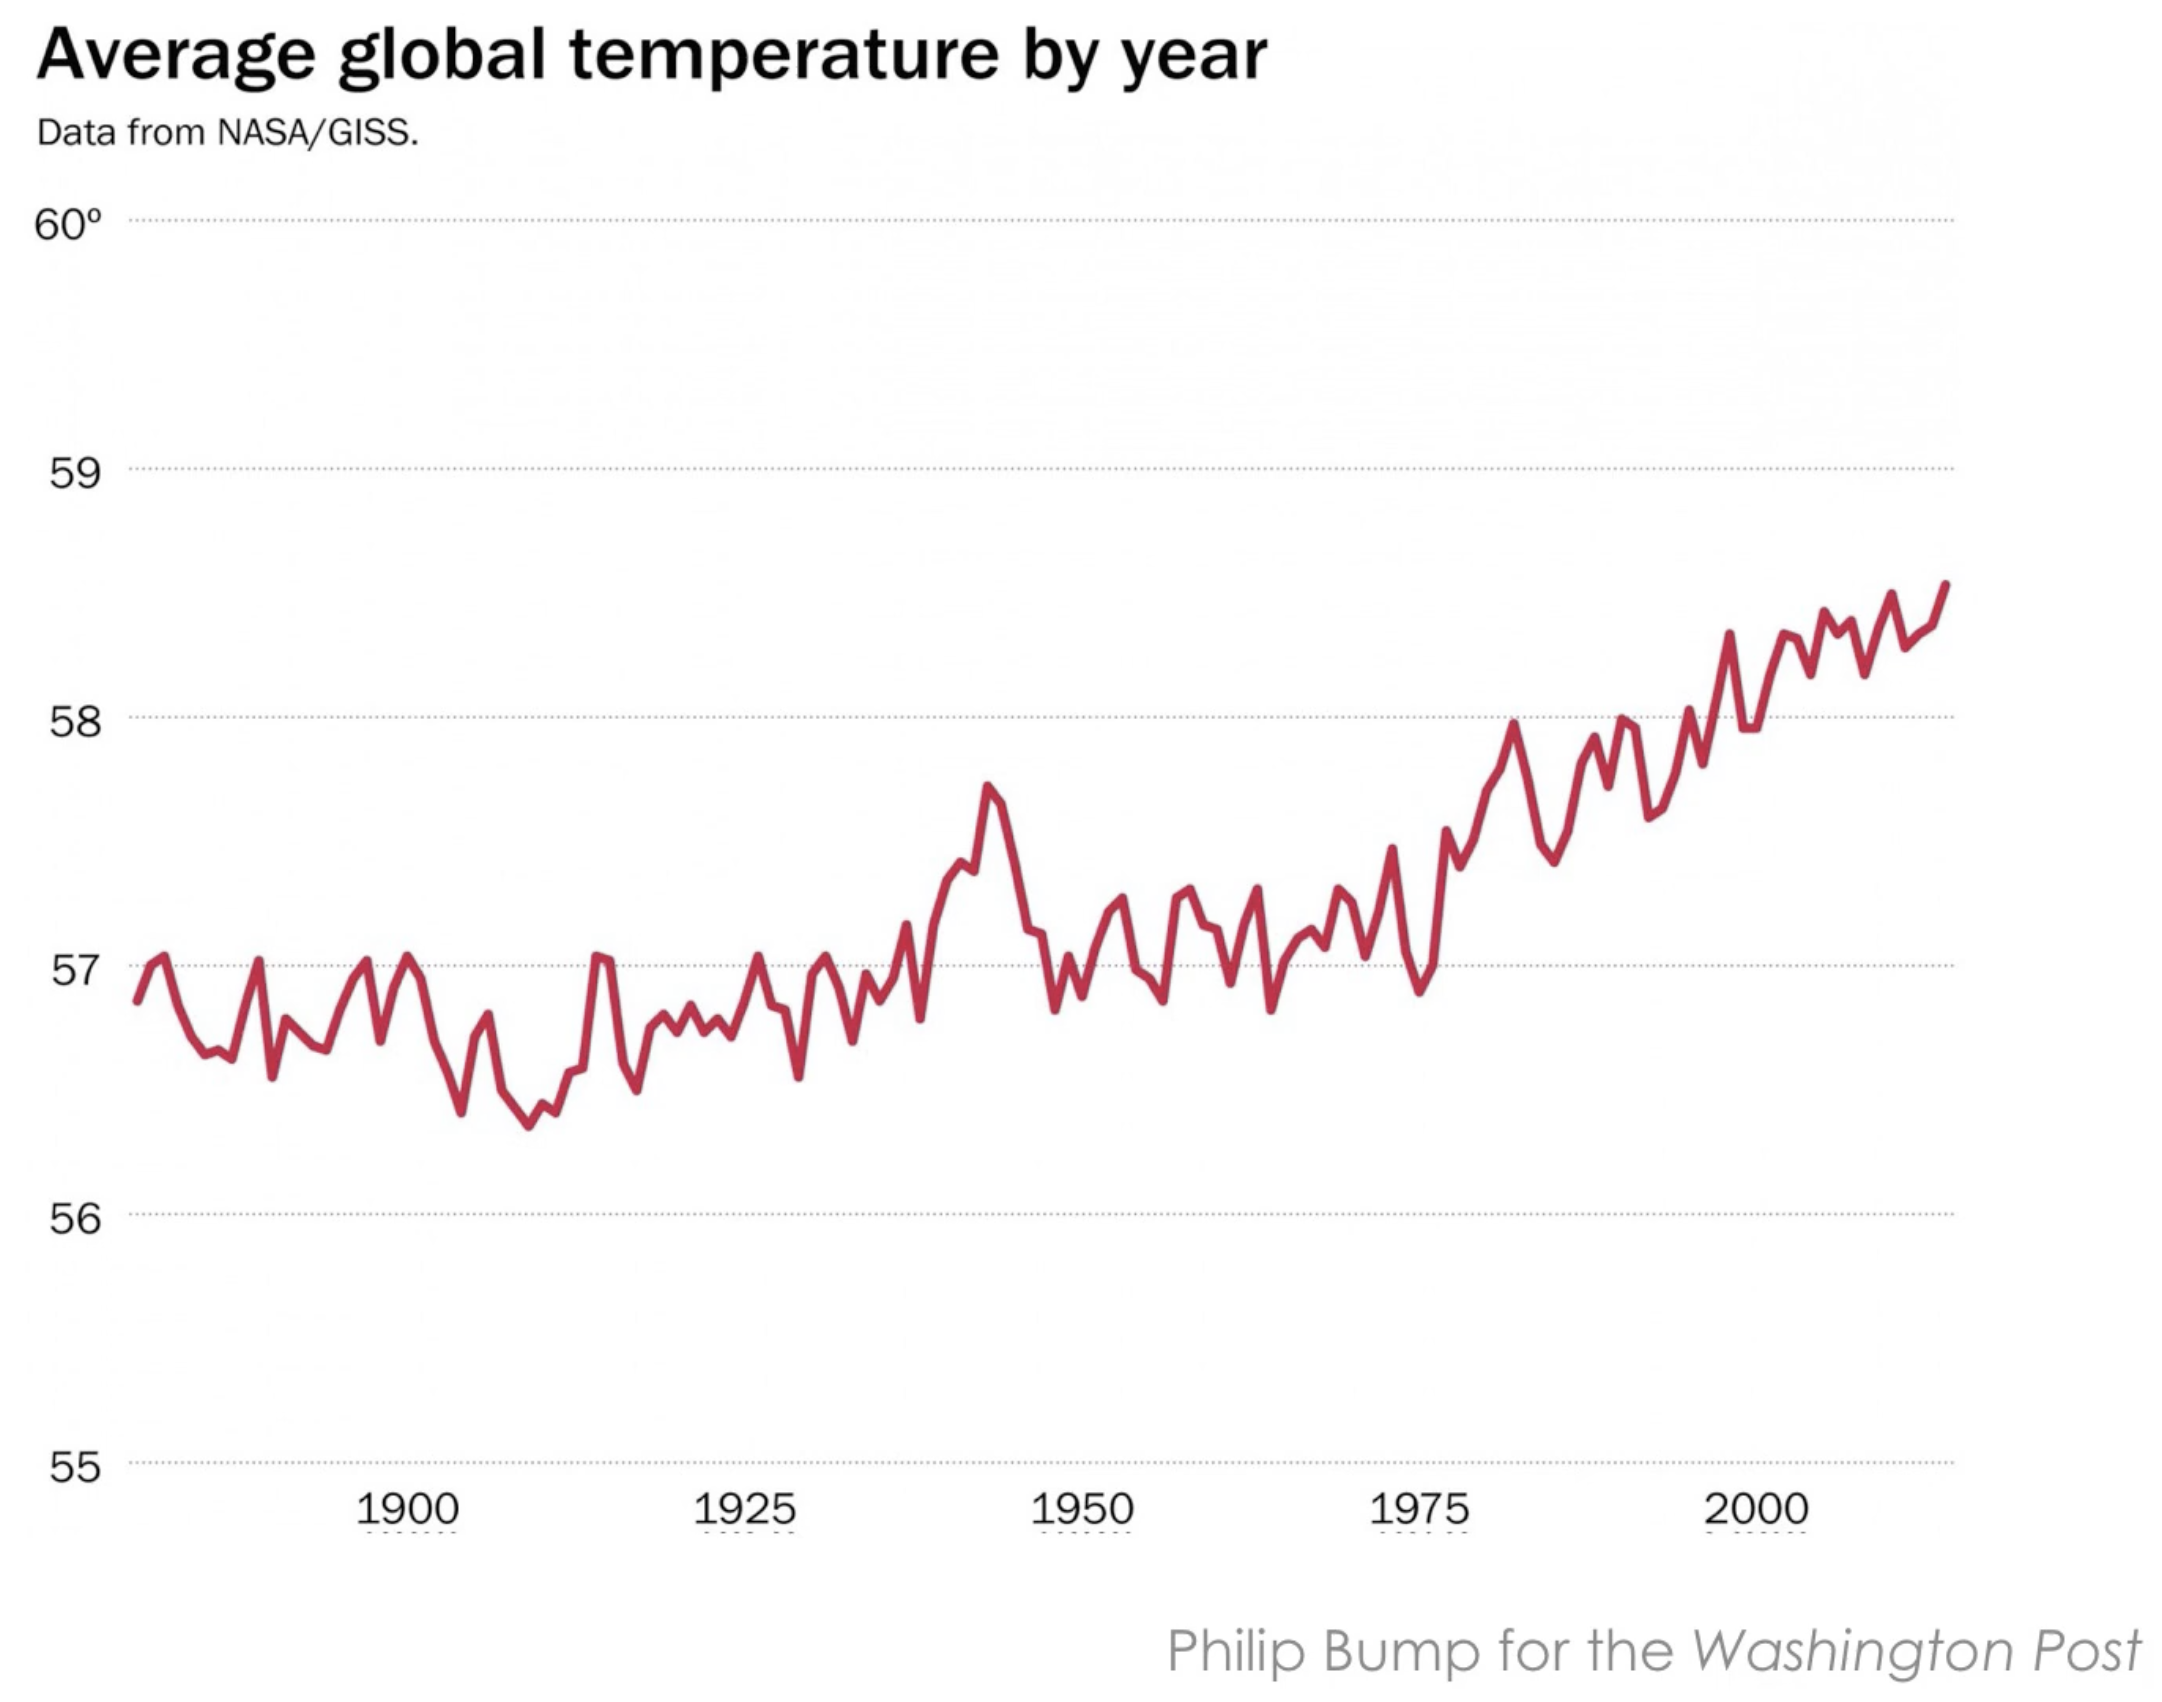 Average global temperature by year
Data from NASA/GISS.
60º
59
58
57
56
55
1900 1925 1950 1975 2000
Philip Bump for the Washington Post